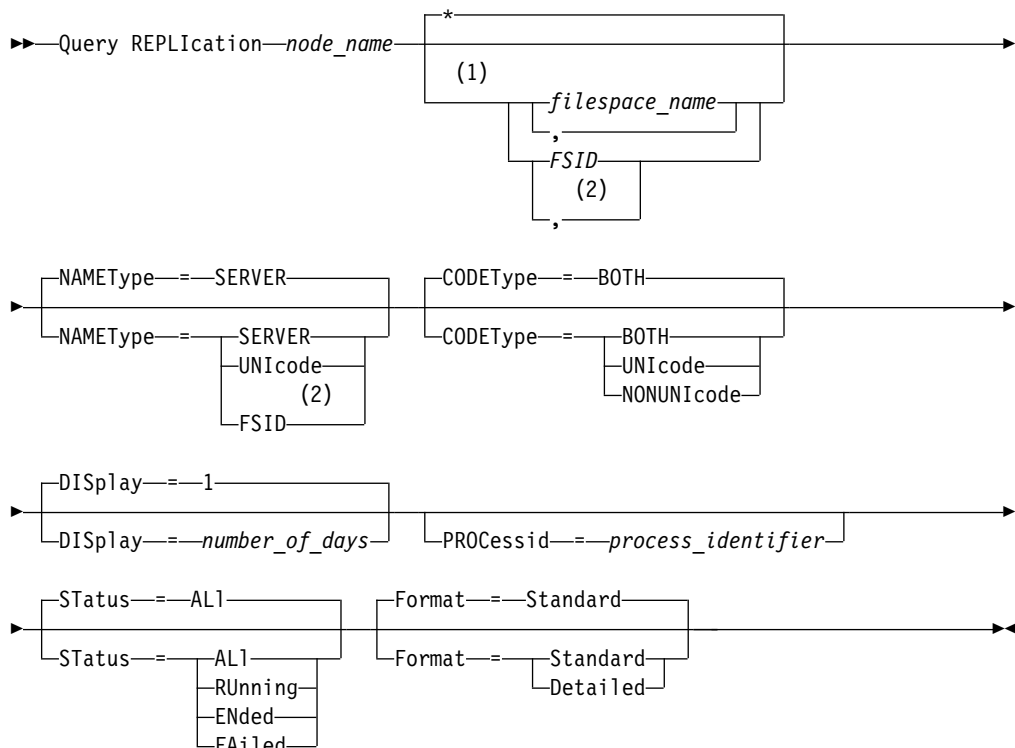 *
Query REPLIcation node_name
(1)
filespace_name
,
FSID
(2)
,
NAMEType = SERVER CODEType = BOTH
NAMEType = SERVER CODEType = BOTH
UNIcode UNIcode
(2) NONUNIcode
FSID
DISplay = 1
DISplay = number_of_days PROCessid = process_identifier
STatus = ALl Format = Standard
STatus = ALl Format = Standard
RUnning Detailed
ENded
FAiled